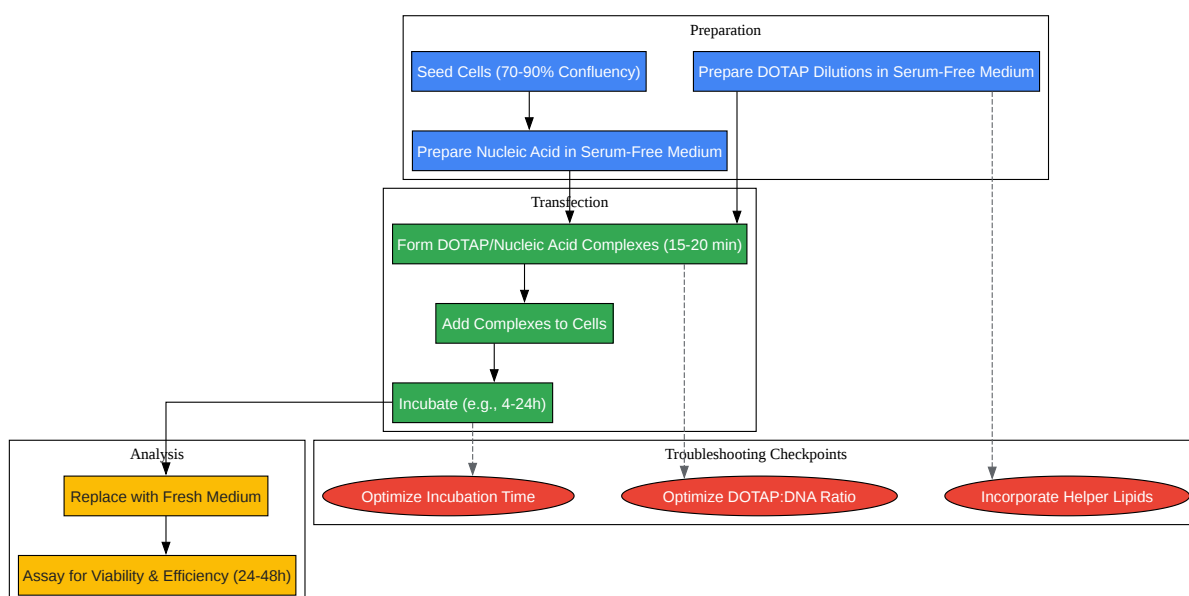 Preparation
Seed Cells (70-90% Confluency)
Prepare DOTAP Dilutions in Serum-Free Medium
Prepare Nucleic Acid in Serum-Free Medium
Transfection
Form DOTAP/Nucleic Acid Complexes (15-20 min)
Add Complexes to Cells
Incubate (e.g., 4-24h)
Analysis
Troubleshooting Checkpoints
Replace with Fresh Medium
Optimize Incubation Time
Optimize DOTAP:DNA Ratio
Incorporate Helper Lipids
Assay for Viability & Efficiency (24-48h)